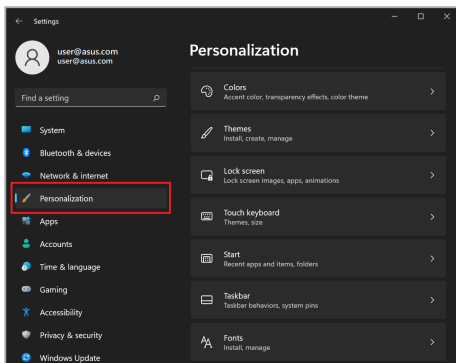 Settings
user@asus.com
user@asus.com
Find a setting
System
Bluetooth & devices
Network & internet
Personalization
Apps
Accounts
Time & language
Gaming
Accessibility
Privacy & security
Windows Update
Personalization
Colors
Accent color, transparency effects, color theme
Themes
Install, create, manage
Lock screen
Lock screen images, apps, animations
Touch keyboard
Themes, size
Start
Recent apps and items, folders
Taskbar
Taskbar behaviors, system pins
Fonts
Install, manage